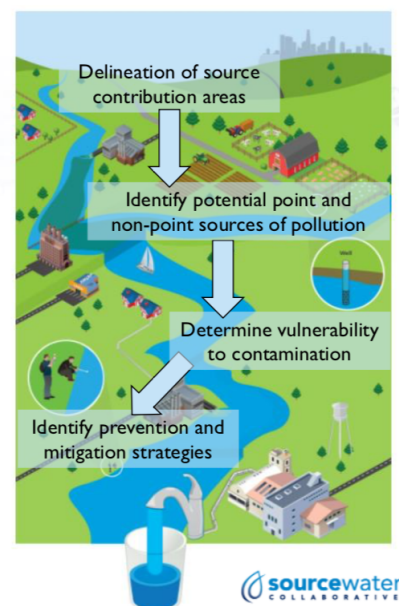 Delineation of source
contribution areas
Identify potential point and
non-point sources of pollution
Well
Determine vulnerability
to contamination
Identify prevention and
mitigation strategies
sourcewater
COLLABORATIVE